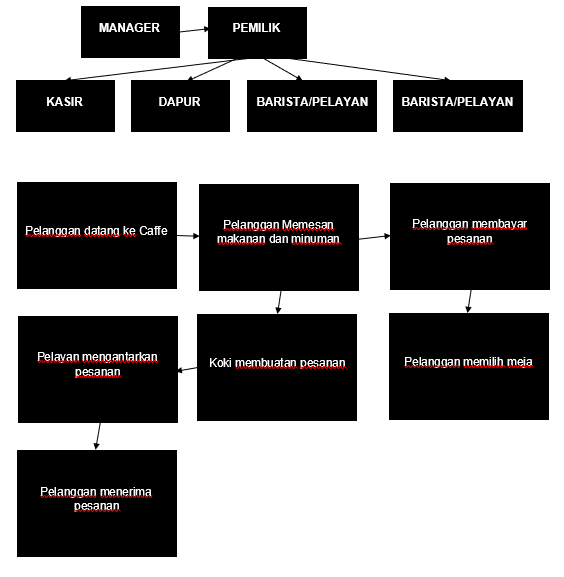 MANAGER
PEMILIK
KASIR
DAPUR
BARISTA/PELAYAN
BARISTA/PELAYAN
Pelanggan datang ke Caffe
Pelanggan Memesan
makanan dan minuman
Pelanggan membayar
pesanan
Pelayan mengantarkan
pesanan
Koki membuatan pesanan
Pelanggan memilih meja
Pelanggan menerima
pesanan